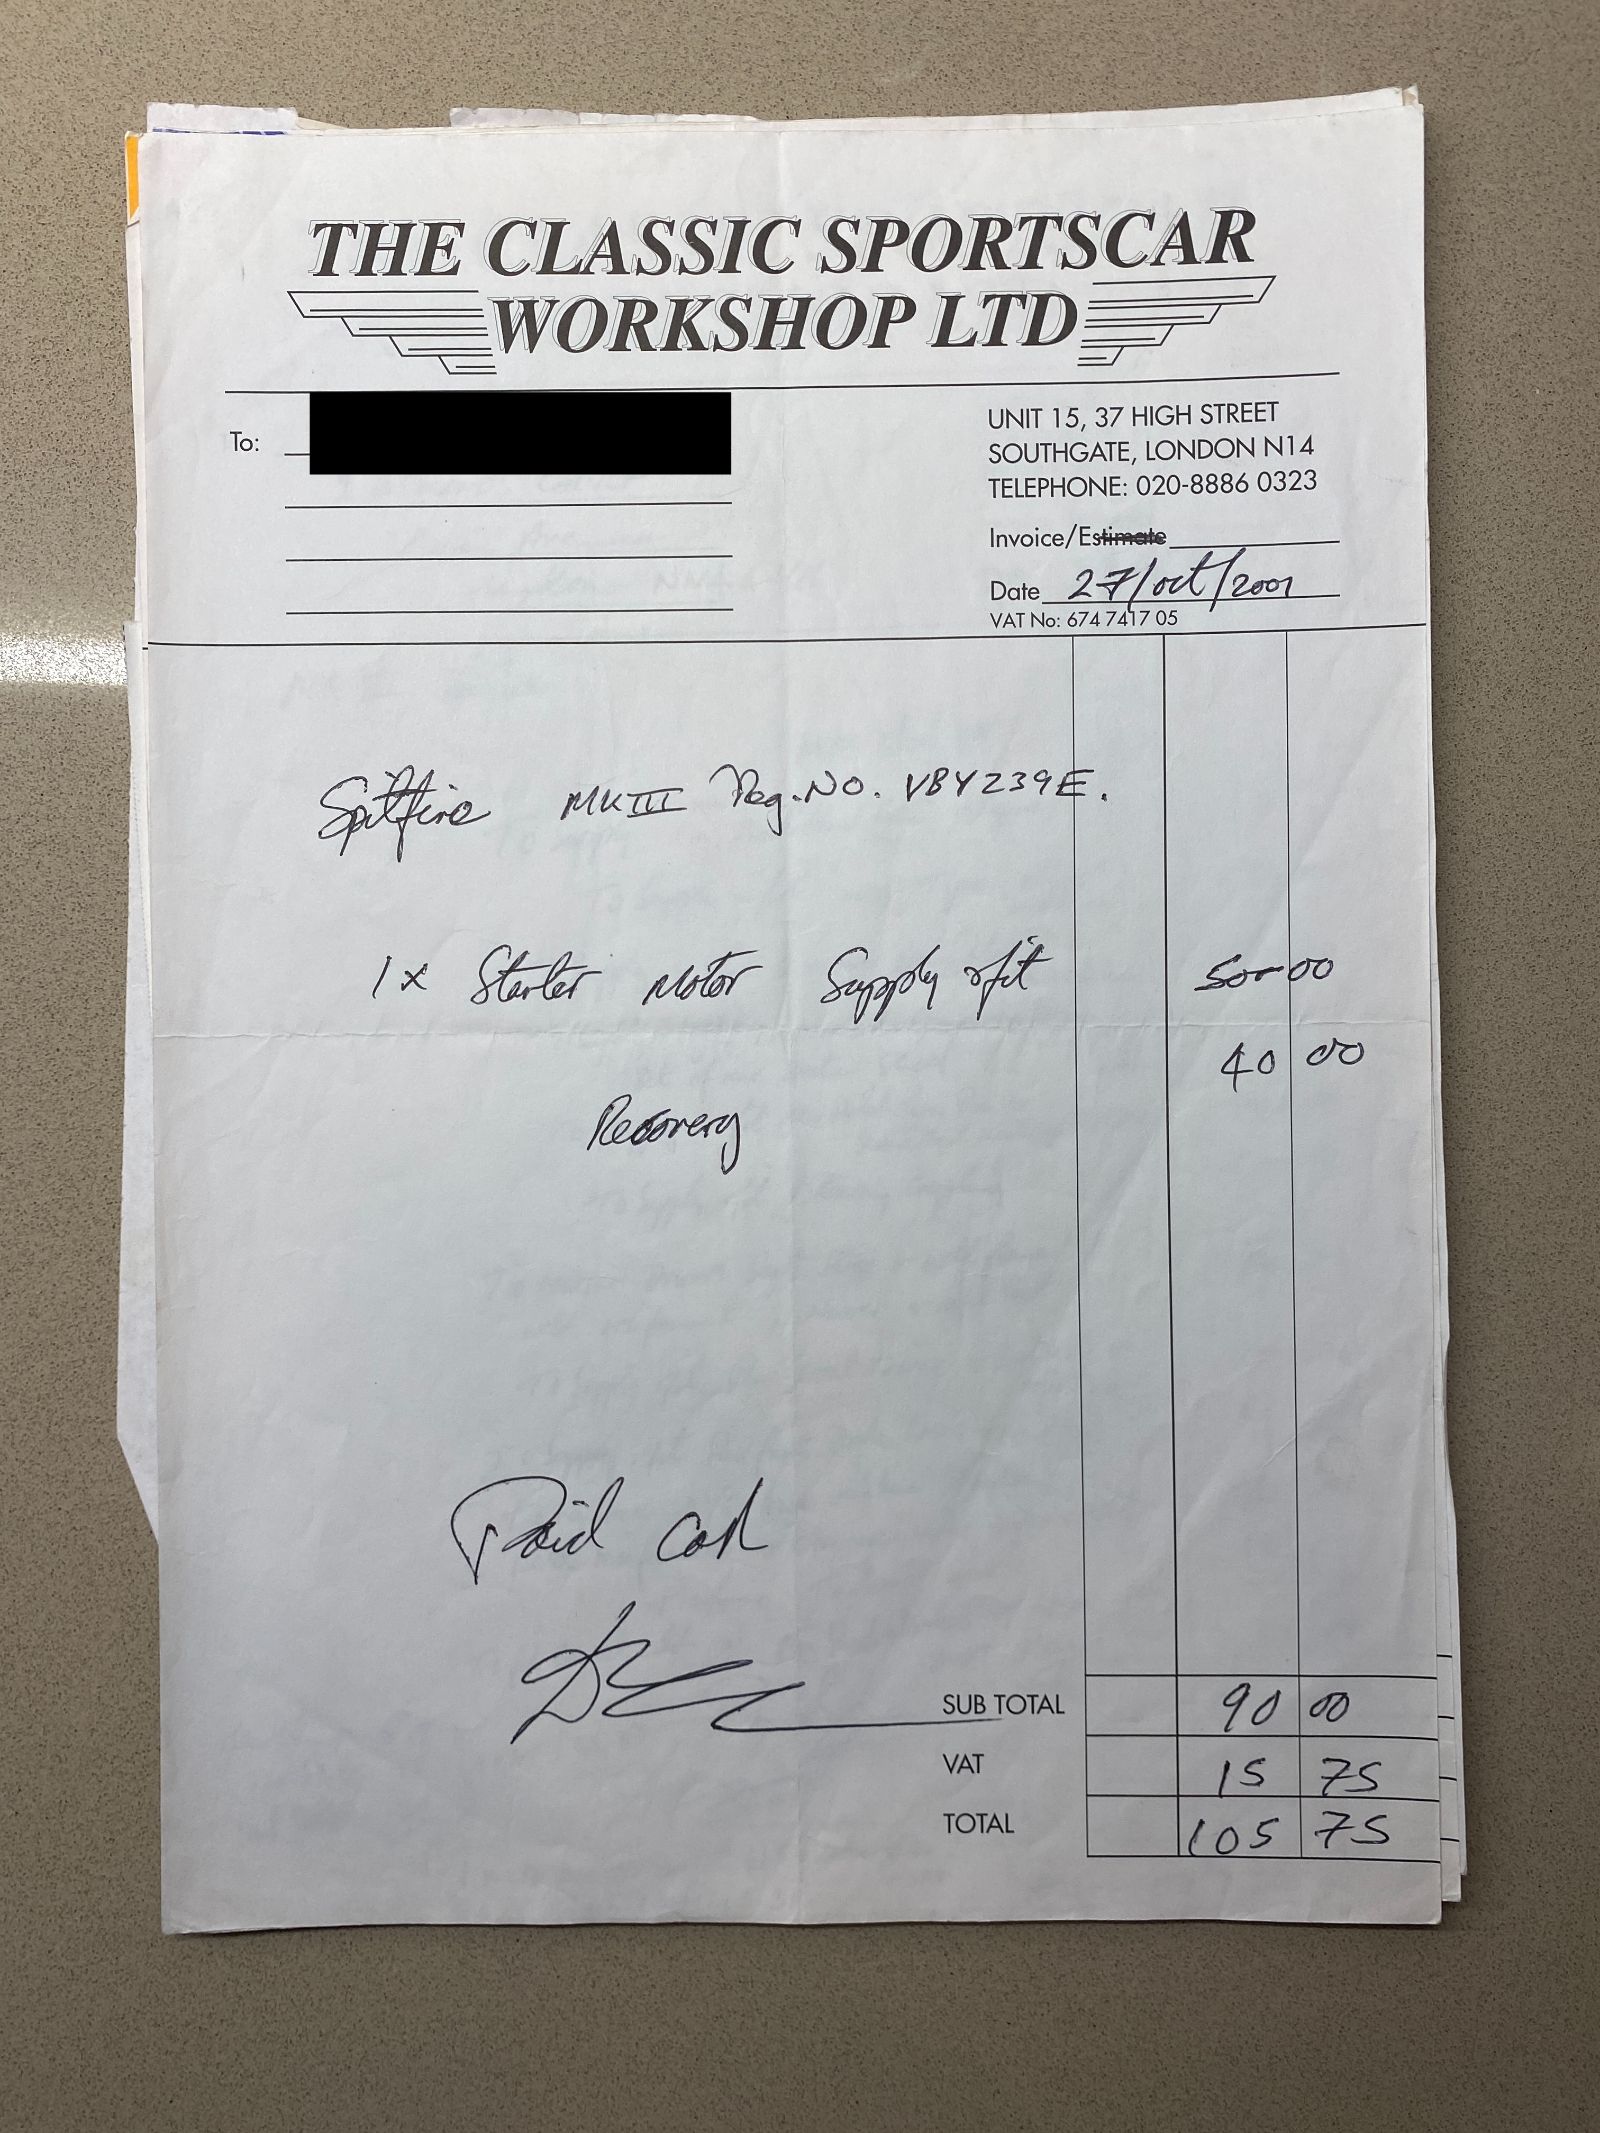 THE CLASSIC SPORTSCAR
WORKSHOP LTD
To:
UNIT 15, 37 HIGH STREET
SOUTHGATE, LONDON N14
TELEPHONE: 020-8886 0323
Invoice/Estimate
Date 27/Oct/2001
VAT No: 674 7417 05
Spitfire MKIII Reg.No. VBY239E.
1x Starter Motor Supply & fit 50-00
40 00
Recovery
Paid Cash
SUB TOTAL 90 00
VAT 15 75
TOTAL 105 75